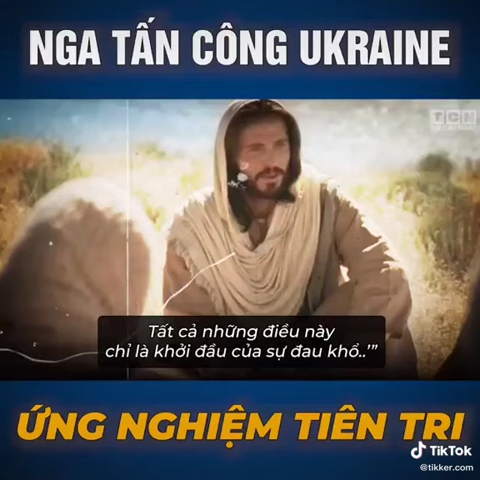 NGA TẤN CÔNG UKRAINE
TCN
Tất cả những điều này
chỉ là khởi đầu của sự đau khổ..'”
ỨNG NGHIỆM TIÊN TRI
TikTok
@tikker.com